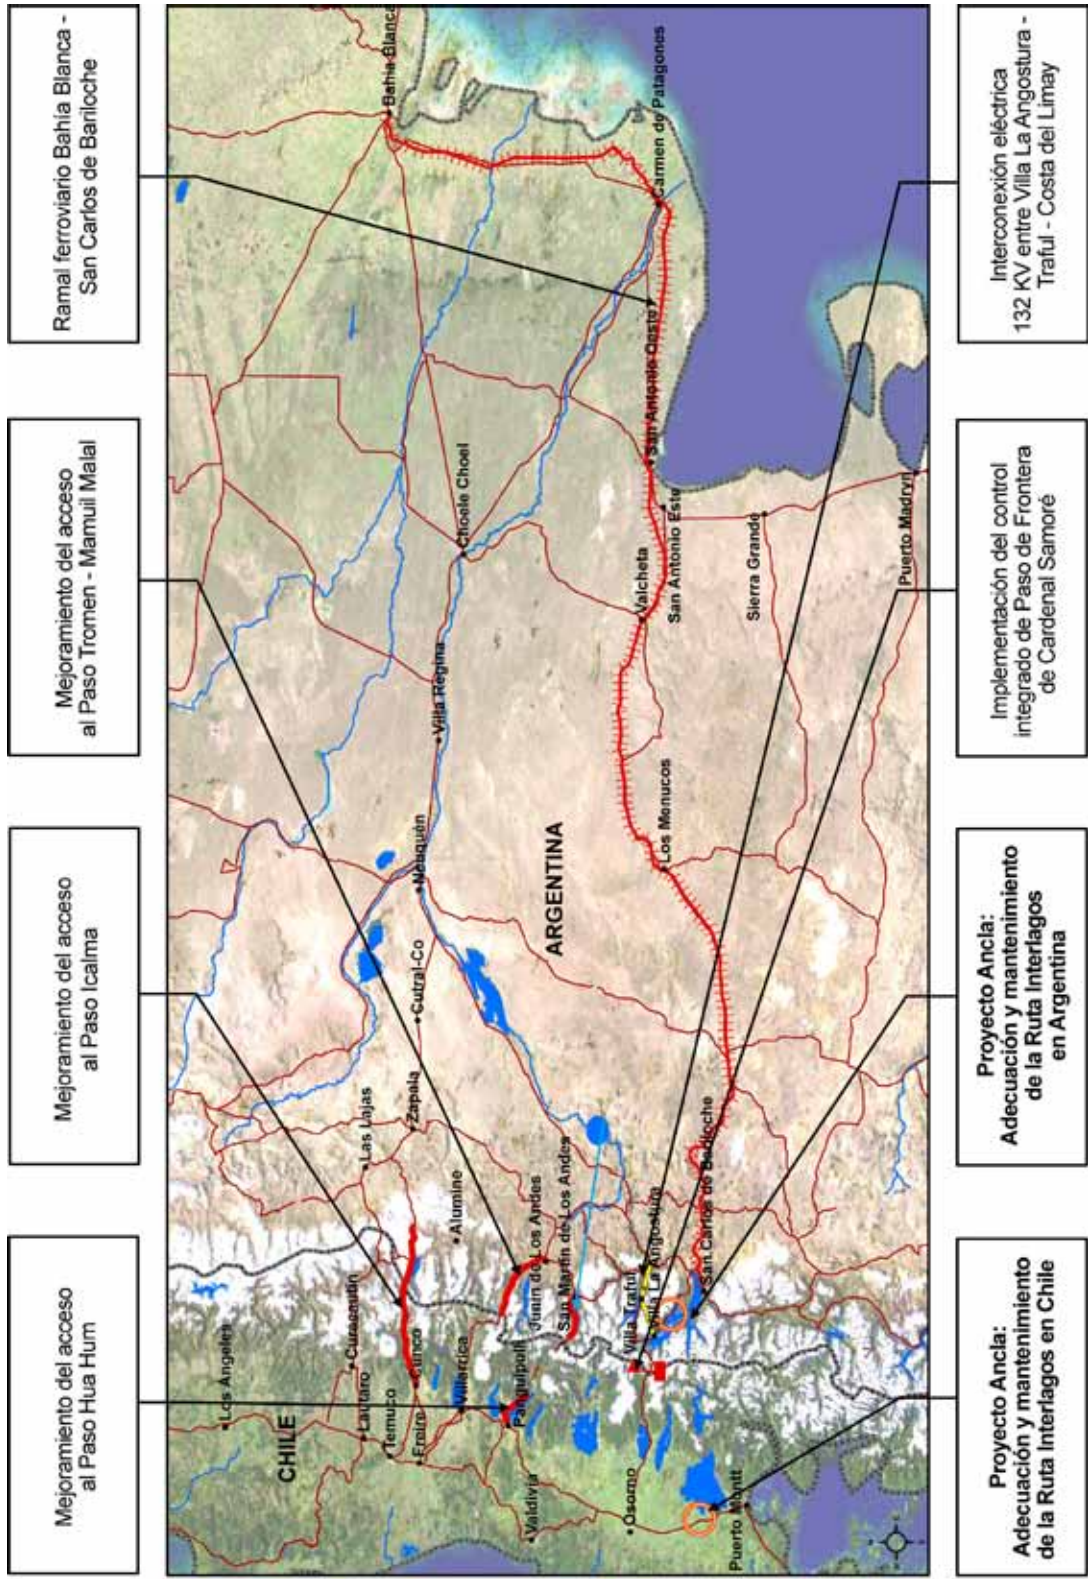 Mejoramiento del acceso
al Paso Hua Hum
Mejoramiento del acceso
al Paso Icalma
Mejoramiento del acceso
al Paso Tromen - Mamuil Malal
Ramal ferroviario Bahía Blanca -
San Carlos de Bariloche
Los Angeles
CHILE
Curacautín
Lautaro
Temuco
Cunco
Freire
Villarrica
Panguipulli
Valdivia
Osorno
Puerto Montt
Las Lajas
Zapala
Alumine
Junin de Los Andes
San Martín de Los Andes
Villa Traful
Villa La Angostura
San Carlos de Bariloche
Cutral-Co
Neuquén
Villa Regina
Choele Choel
Bahía Blanca
ARGENTINA
Los Menucos
Valcheta
San Antonio Oeste
San Antonio Este
Carmen de Patagones
Sierra Grande
Puerto Madryn
Proyecto Ancla:
Adecuación y mantenimiento
de la Ruta Interlagos en Chile
Proyecto Ancla:
Adecuación y mantenimiento
de la Ruta Interlagos
en Argentina
Implementación del control
integrado de Paso de Frontera
de Cardenal Samoré
Interconexión eléctrica
132 KV entre Villa La Angostura -
Traful - Costa del Limay